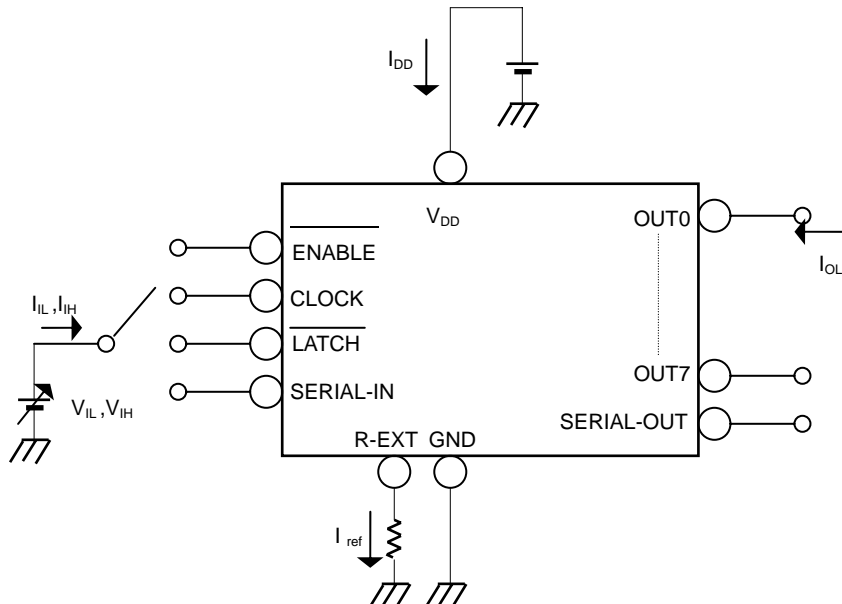 I_DD
V_DD
OUT0
ENABLE
I_OL
CLOCK
I_IL ,I_IH
LATCH
OUT7
SERIAL-IN
V_IL ,V_IH
SERIAL-OUT
R-EXT GND
I_ref